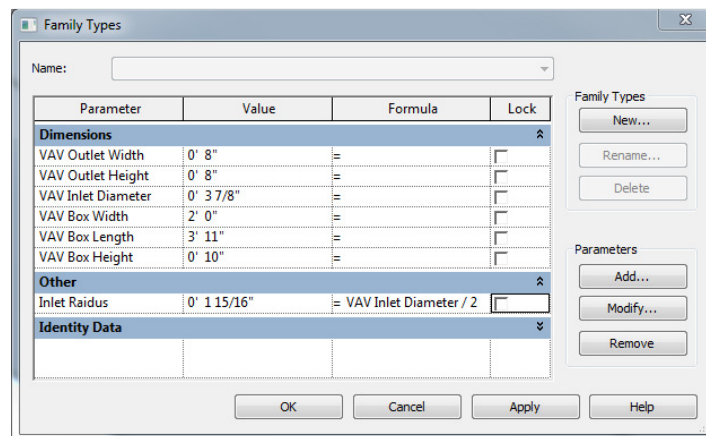 Family Types
Name:
Parameter Value Formula Lock
Dimensions
VAV Outlet Width 0' 8" =
VAV Outlet Height 0' 8" =
VAV Inlet Diameter 0' 3 7/8" =
VAV Box Width 2' 0" =
VAV Box Length 3' 11" =
VAV Box Height 0' 10" =
Other
Inlet Raidus 0' 1 15/16" = VAV Inlet Diameter / 2
Identity Data
Family Types
New...
Rename...
Delete
Parameters
Add...
Modify...
Remove
OK Cancel Apply Help